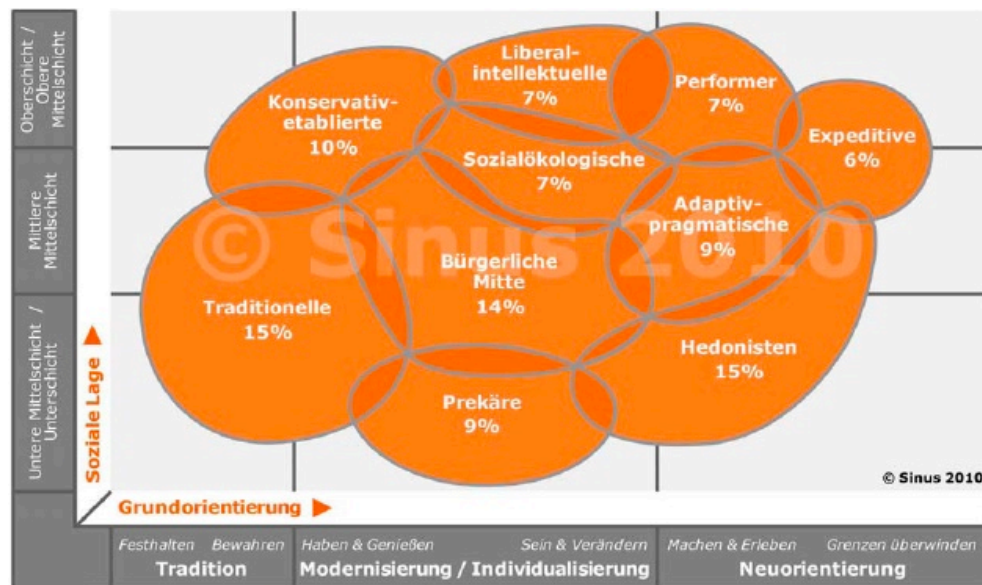 Oberschicht /
Obere
Mittelschicht
Mittlere
Mittelschicht
Untere Mittelschicht /
Unterschicht
Soziale Lage
Liberal-
intellektuelle
7%
Performer
7%
Konservativ-
etablierte
10%
Expeditive
6%
Sozialökologische
7%
Adaptiv-
pragmatische
9%
© Sinus 2010
Bürgerliche
Mitte
14%
Traditionelle
15%
Hedonisten
15%
Prekäre
9%
© Sinus 2010
Grundorientierung
Festhalten Bewahren
Tradition
Haben & Genießen Sein & Verändern
Modernisierung / Individualisierung
Machen & Erleben Grenzen überwinden
Neuorientierung